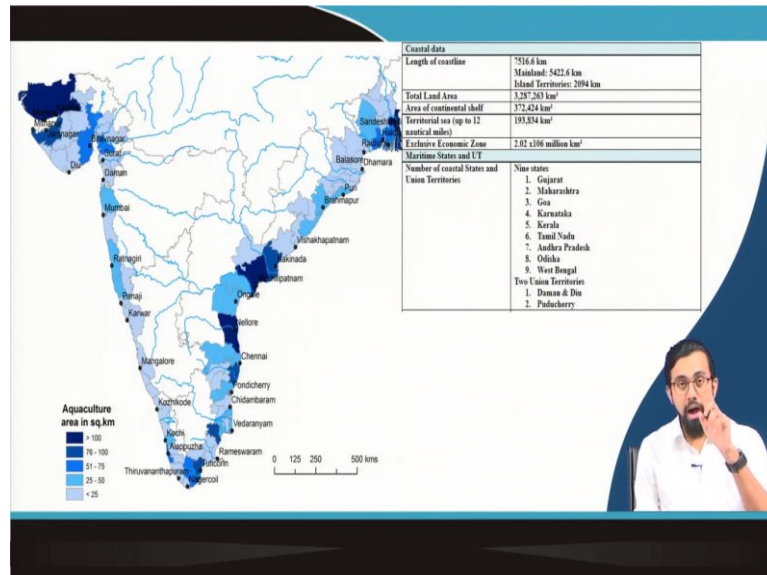 Coastal data
Length of coastline 7516.6 km
Mainland: 5422.6 km
Island Territories: 2094 km
Total Land Area 3,287,263 km²
Area of continental shelf 372,424 km²
Territorial sea (up to 12 193,834 km²
nautical miles)
Exclusive Economic Zone 2.02 x106 million km²
Maritime States and UT
Number of coastal States and Nine states
Union Territories 1. Gujarat
2. Maharashtra
3. Goa
4. Karnataka
5. Kerala
6. Tamil Nadu
7. Andhra Pradesh
8. Odisha
9. West Bengal
Two Union Territories
1. Daman & Diu
2. Puducherry
Surat
Diu
Daman
Mumbai
Ratnagiri
Panaji
Karwar
Mangalore
Kozhikode
Kochi
Alappuzha
Thiruvananthapuram
Nagercoil
Tuticorin
Rameswaram
Vedaranyam
Chidambaram
Pondicherry
Chennai
Nellore
Ongole
Kakinada
Vishakhapatnam
Brahmapur
Puri
Dhamara
Balasore
Aquaculture
area in sq.km
> 100
76 - 100
51 - 75
25 - 50
< 25
0 125 250 500 kms